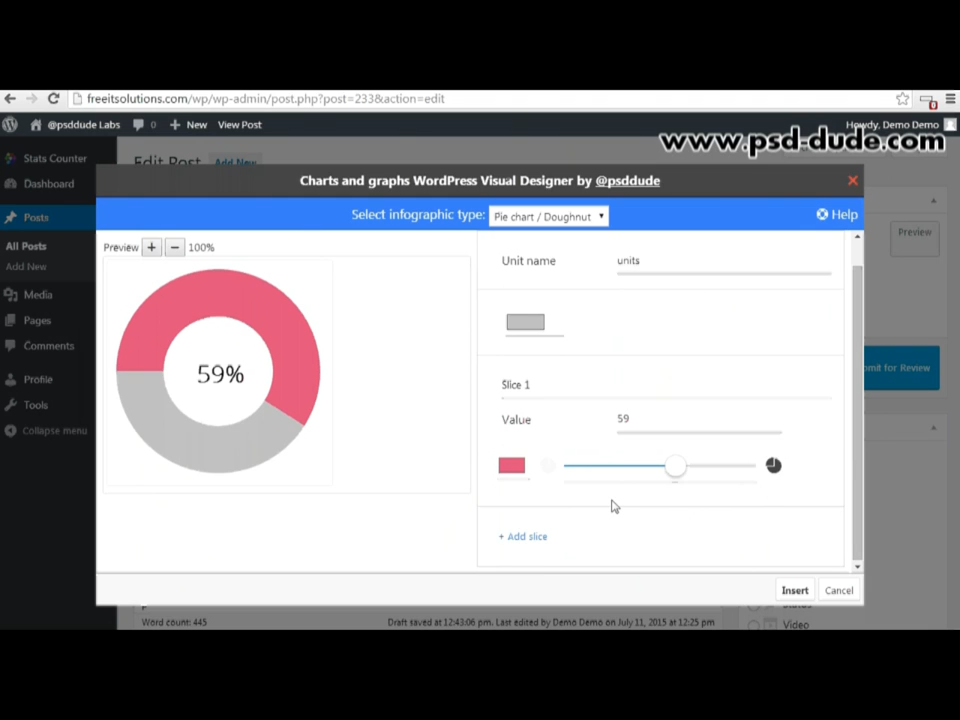 freeitsolutions.com/wp/wp-admin/post.php?post=233&action=edit
@psddude Labs 0 + New View Post Howdy, Demo Demo
www.psd-dude.com
Stats Counter
Dashboard
Posts
All Posts
Add New
Media
Pages
Comments
Profile
Tools
Collapse menu
Edit Post Add New
Charts and graphs WordPress Visual Designer by @psddude
Select infographic type: Pie chart / Doughnut Help
Preview + − 100%
59%
Unit name units
Slice 1
Value 59
+ Add slice
Insert Cancel
Preview
for Review
Word count: 445 Draft saved at 12:43:06 pm. Last edited by Demo Demo on July 11, 2015 at 12:25 pm
Video